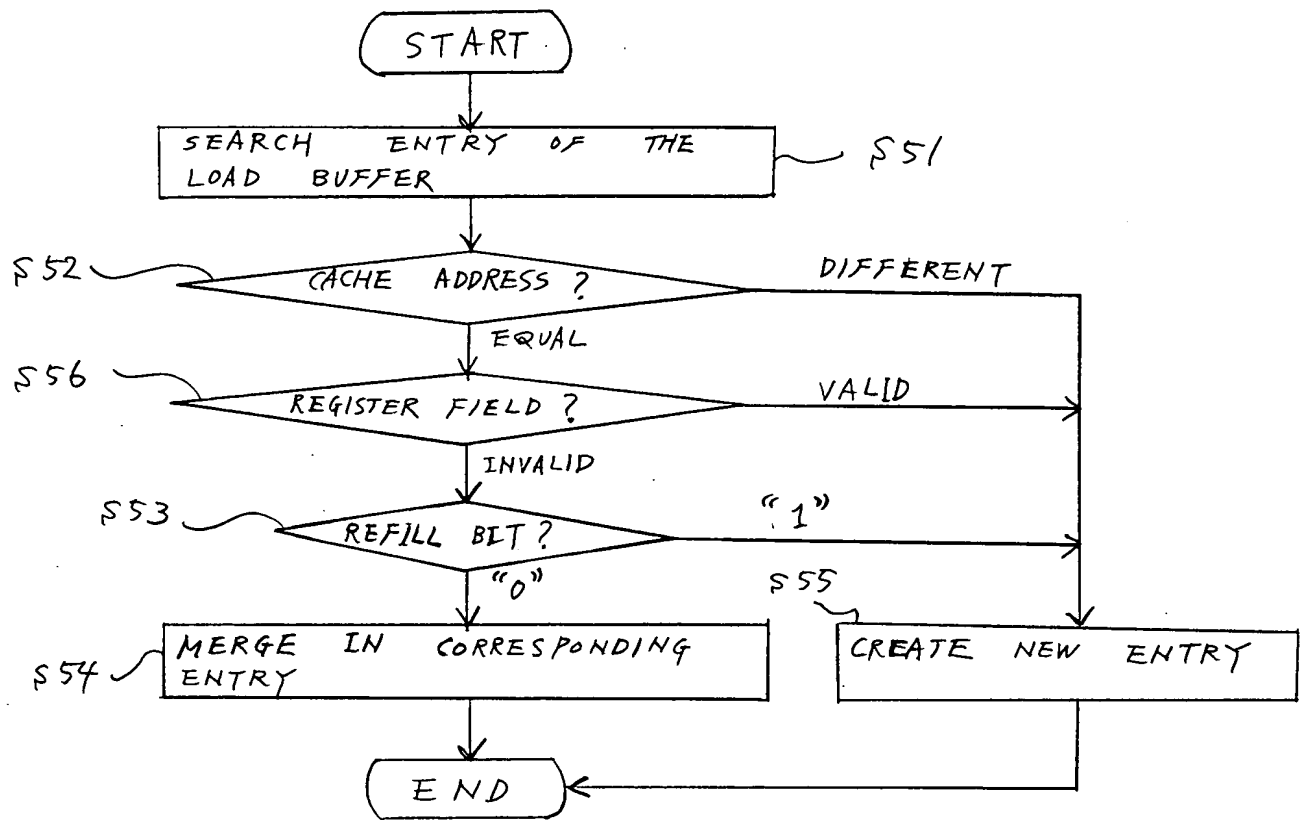 START
SEARCH ENTRY OF THE
LOAD BUFFER
S51
S52
CACHE ADDRESS?
DIFFERENT
EQUAL
S56
REGISTER FIELD?
VALID
INVALID
S53
REFILL BIT?
"1"
"0"
S55
MERGE IN CORRESPONDING
ENTRY
S54
CREATE NEW ENTRY
END